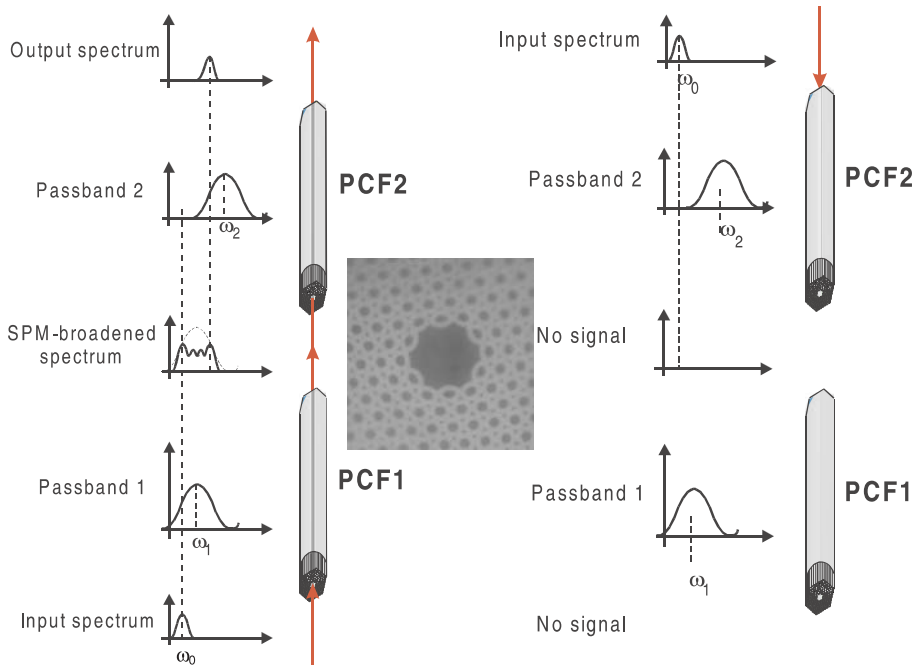 Output spectrum
Passband 2
ω2
PCF2
SPM-broadened
spectrum
Passband 1
ω1
PCF1
Input spectrum
ω0
Input spectrum
ω0
Passband 2
ω2
PCF2
No signal
Passband 1
ω1
PCF1
No signal